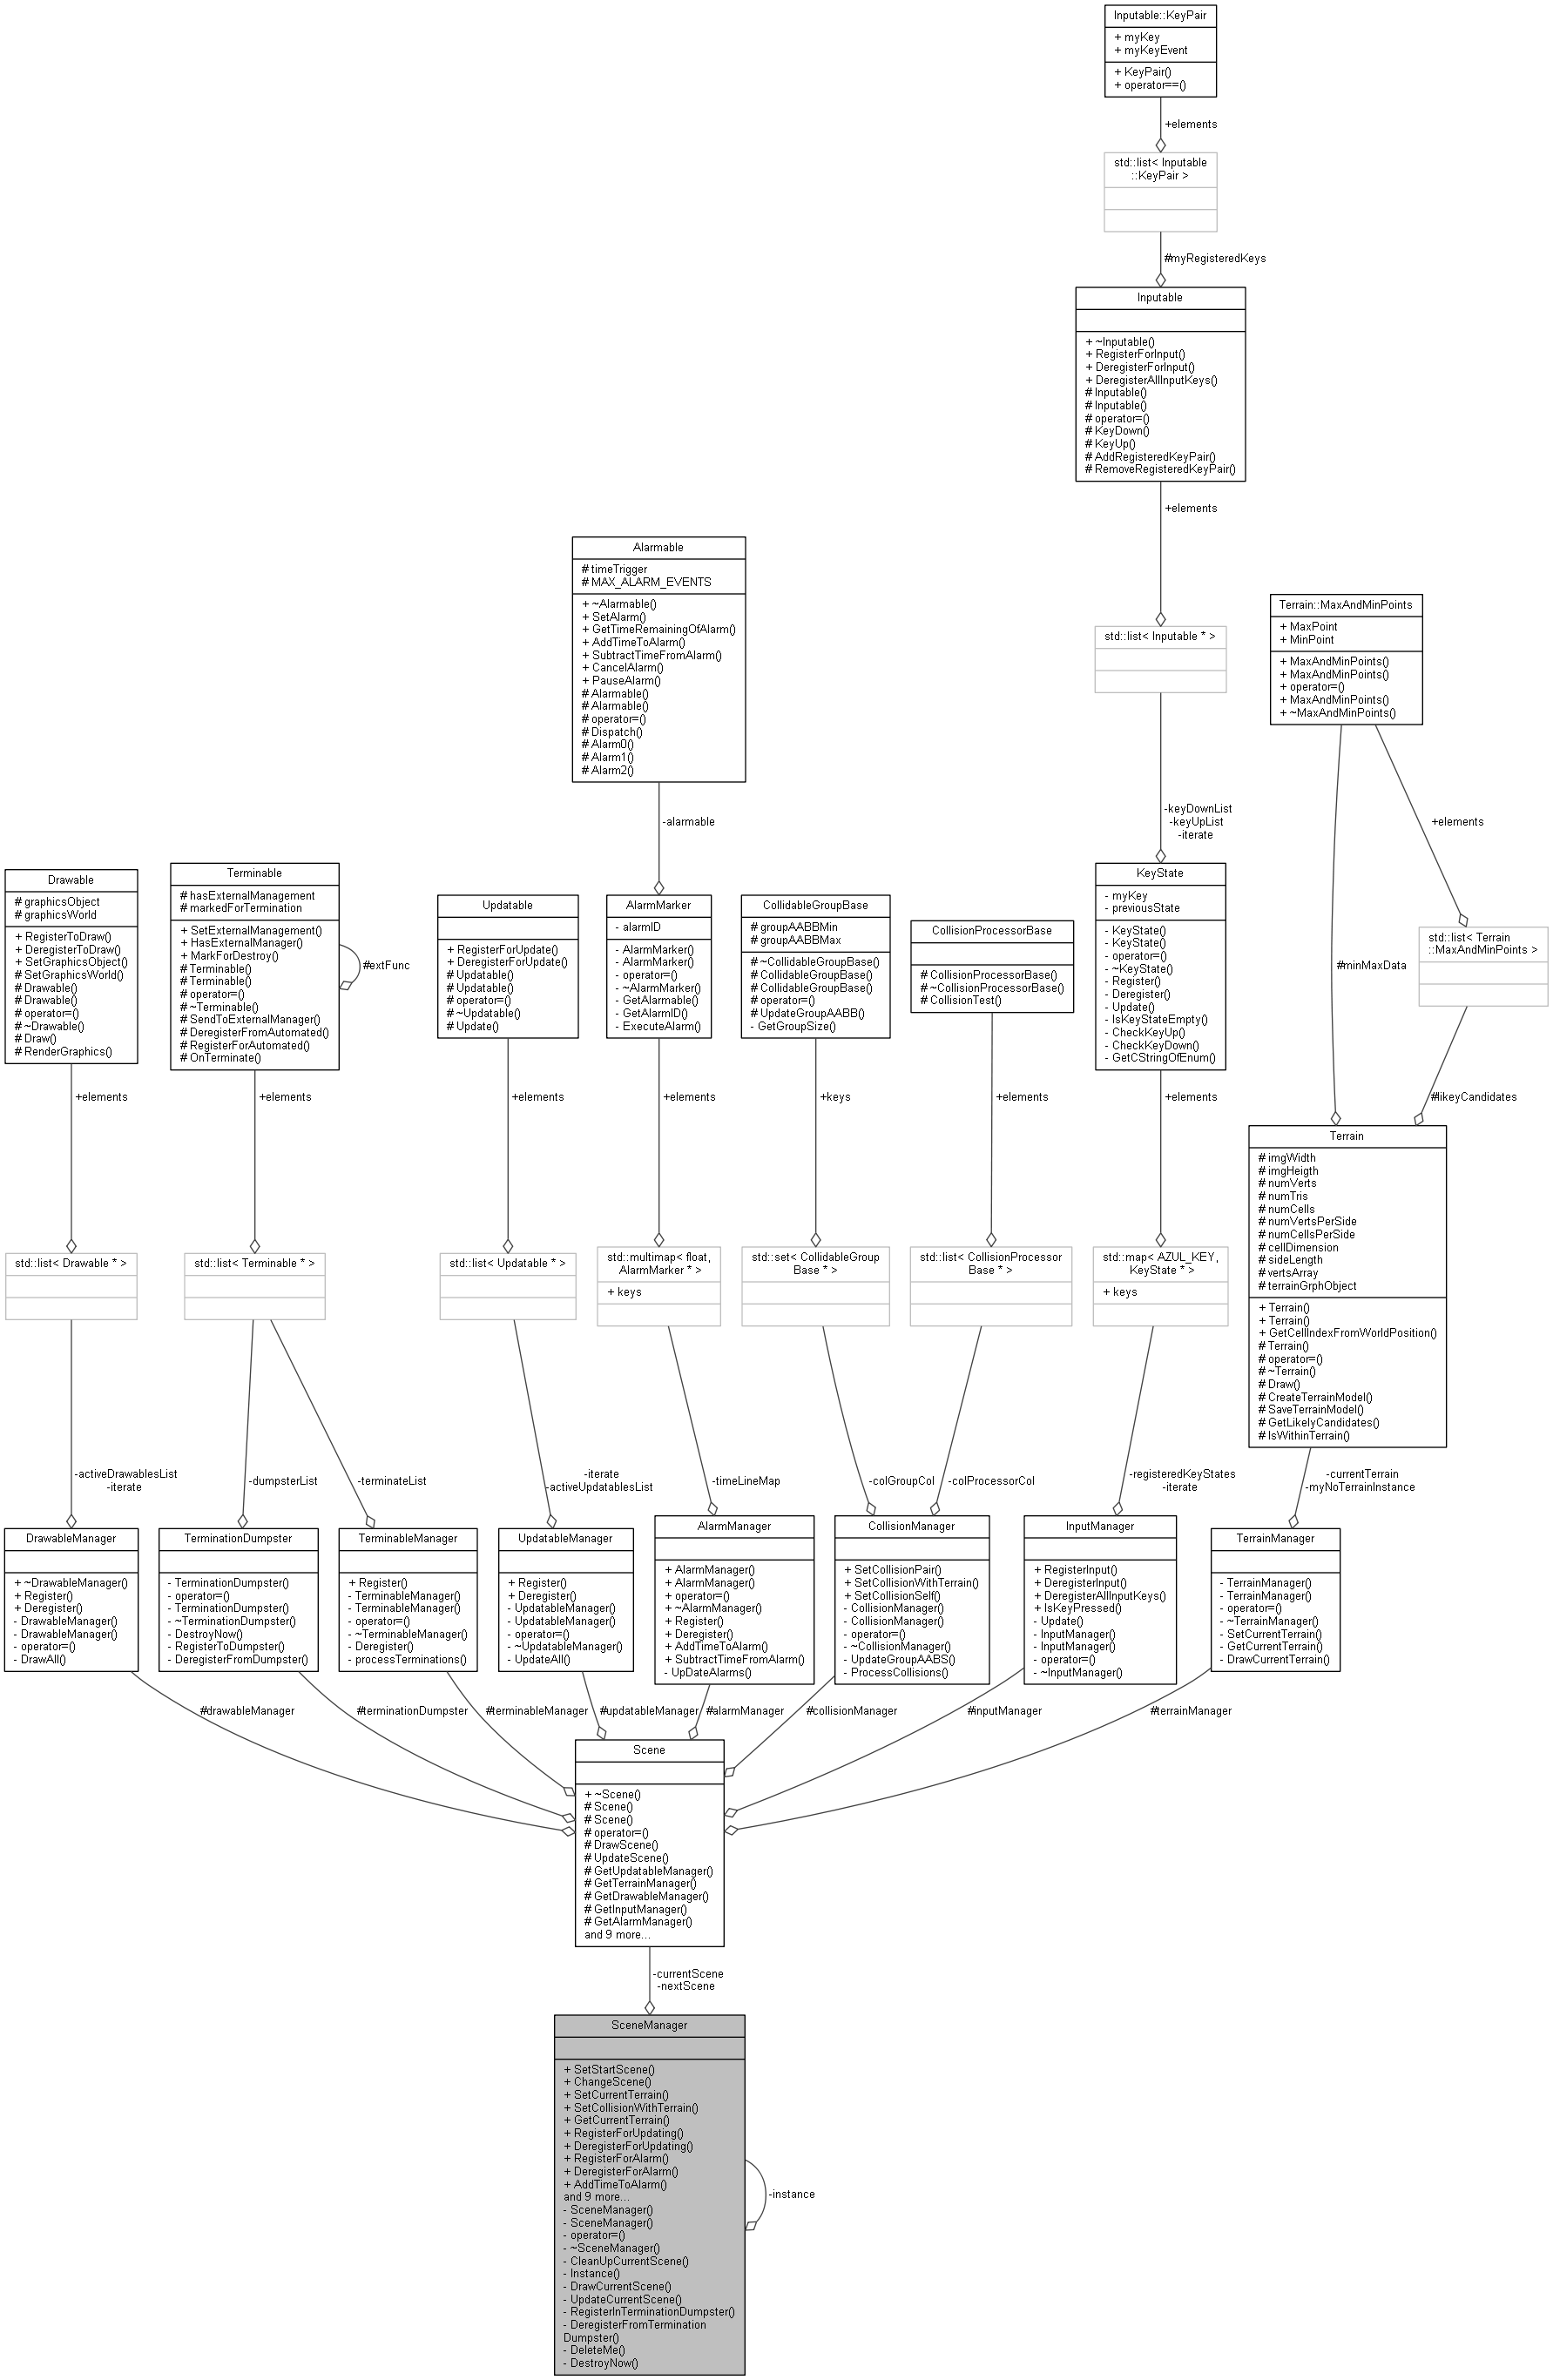 Inputable::KeyPair
+ myKey
+ myKeyEvent
+ KeyPair()
+ operator==()
+elements
std::list< Inputable
::KeyPair >
#myRegisteredKeys
Inputable
+ ~Inputable()
+ RegisterForInput()
+ DeregisterForInput()
+ DeregisterAllInputKeys()
# Inputable()
# Inputable()
# operator=()
# KeyDown()
# KeyUp()
# AddRegisteredKeyPair()
# RemoveRegisteredKeyPair()
+elements
Alarmable
# timeTrigger
# MAX_ALARM_EVENTS
+ ~Alarmable()
+ SetAlarm()
+ GetTimeRemainingOfAlarm()
+ AddTimeToAlarm()
+ SubtractTimeFromAlarm()
+ CancelAlarm()
+ PauseAlarm()
# Alarmable()
# Alarmable()
# operator=()
# Dispatch()
# Alarm0()
# Alarm1()
# Alarm2()
std::list< Inputable * >
Terrain::MaxAndMinPoints
+ MaxPoint
+ MinPoint
+ MaxAndMinPoints()
+ MaxAndMinPoints()
+ operator=()
+ MaxAndMinPoints()
+ ~MaxAndMinPoints()
-alarmable
-keyDownList
-keyUpList
-iterate
+elements
Drawable
# graphicsObject
# graphicsWorld
+ RegisterToDraw()
+ DeregisterToDraw()
+ SetGraphicsObject()
# SetGraphicsWorld()
# Drawable()
# Drawable()
# operator=()
# ~Drawable()
# Draw()
# RenderGraphics()
Terminable
# hasExternalManagement
# markedForTermination
+ SetExternalManagement()
+ HasExternalManager()
+ MarkForDestroy()
# Terminable()
# Terminable()
# operator=()
# ~Terminable()
# SendToExternalManager()
# DeregisterFromAutomated()
# RegisterForAutomated()
# OnTerminate()
#extFunc
Updatable
+ RegisterForUpdate()
+ DeregisterForUpdate()
# Updatable()
# Updatable()
# operator=()
# ~Updatable()
# Update()
AlarmMarker
- alarmID
- AlarmMarker()
- AlarmMarker()
- operator=()
- ~AlarmMarker()
- GetAlarmable()
- GetAlarmID()
- ExecuteAlarm()
CollidableGroupBase
# groupAABBMin
# groupAABBMax
# ~CollidableGroupBase()
# CollidableGroupBase()
# CollidableGroupBase()
# operator=()
# UpdateGroupAABB()
- GetGroupSize()
CollisionProcessorBase
# CollisionProcessorBase()
# ~CollisionProcessorBase()
# CollisionTest()
KeyState
- myKey
- previousState
- KeyState()
- KeyState()
- operator=()
- ~KeyState()
- Register()
- Deregister()
- Update()
- IsKeyStateEmpty()
- CheckKeyUp()
- CheckKeyDown()
- GetCStringOfEnum()
#minMaxData
std::list< Terrain
::MaxAndMinPoints >
+elements
+elements
+elements
+elements
+keys
+elements
+elements
#likeyCandidates
Terrain
# imgWidth
# imgHeigth
# numVerts
# numTris
# numCells
# numVertsPerSide
# numCellsPerSide
# cellDimension
# sideLength
# vertsArray
# terrainGrphObject
+ Terrain()
+ Terrain()
+ GetCellIndexFromWorldPosition()
# Terrain()
# operator=()
# ~Terrain()
# Draw()
# CreateTerrainModel()
# SaveTerrainModel()
# GetLikelyCandidates()
# IsWithinTerrain()
std::list< Drawable * >
std::list< Terminable * >
std::list< Updatable * >
std::multimap< float,
AlarmMarker * >
+ keys
std::set< CollidableGroup
Base * >
std::list< CollisionProcessor
Base * >
std::map< AZUL_KEY,
KeyState * >
+ keys
-activeDrawablesList
-iterate
-dumpsterList
-terminateList
-iterate
-activeUpdatablesList
-timeLineMap
-colGroupCol
-colProcessorCol
-registeredKeyStates
-iterate
-currentTerrain
-myNoTerrainInstance
DrawableManager
+ ~DrawableManager()
+ Register()
+ Deregister()
- DrawableManager()
- DrawableManager()
- operator=()
- DrawAll()
TerminationDumpster
- TerminationDumpster()
- operator=()
- TerminationDumpster()
- ~TerminationDumpster()
- DestroyNow()
- RegisterToDumpster()
- DeregisterFromDumpster()
TerminableManager
+ Register()
- TerminableManager()
- TerminableManager()
- operator=()
- ~TerminableManager()
- Deregister()
- processTerminations()
UpdatableManager
+ Register()
+ Deregister()
- UpdatableManager()
- UpdatableManager()
- operator=()
- ~UpdatableManager()
- UpdateAll()
AlarmManager
+ AlarmManager()
+ AlarmManager()
+ operator=()
+ ~AlarmManager()
+ Register()
+ Deregister()
+ AddTimeToAlarm()
+ SubtractTimeFromAlarm()
- UpDateAlarms()
CollisionManager
+ SetCollisionPair()
+ SetCollisionWithTerrain()
+ SetCollisionSelf()
- CollisionManager()
- CollisionManager()
- operator=()
- ~CollisionManager()
- UpdateGroupAABS()
- ProcessCollisions()
InputManager
+ RegisterInput()
+ DeregisterInput()
+ DeregisterAllInputKeys()
+ IsKeyPressed()
- Update()
- InputManager()
- InputManager()
- operator=()
- ~InputManager()
TerrainManager
- TerrainManager()
- TerrainManager()
- operator=()
- ~TerrainManager()
- SetCurrentTerrain()
- GetCurrentTerrain()
- DrawCurrentTerrain()
#drawableManager
#terminationDumpster
#terminableManager
#updatableManager
#alarmManager
#collisionManager
#inputManager
#terrainManager
Scene
+ ~Scene()
# Scene()
# Scene()
# operator=()
# DrawScene()
# UpdateScene()
# GetUpdatableManager()
# GetTerrainManager()
# GetDrawableManager()
# GetInputManager()
# GetAlarmManager()
and 9 more...
-currentScene
-nextScene
SceneManager
+ SetStartScene()
+ ChangeScene()
+ SetCurrentTerrain()
+ SetCollisionWithTerrain()
+ GetCurrentTerrain()
+ RegisterForUpdating()
+ DeregisterForUpdating()
+ RegisterForAlarm()
+ DeregisterForAlarm()
+ AddTimeToAlarm()
and 9 more...
- SceneManager()
- SceneManager()
- operator=()
- ~SceneManager()
- CleanUpCurrentScene()
- Instance()
- DrawCurrentScene()
- UpdateCurrentScene()
- RegisterInTerminationDumpster()
- DeregisterFromTermination
Dumpster()
- DeleteMe()
- DestroyNow()
-instance